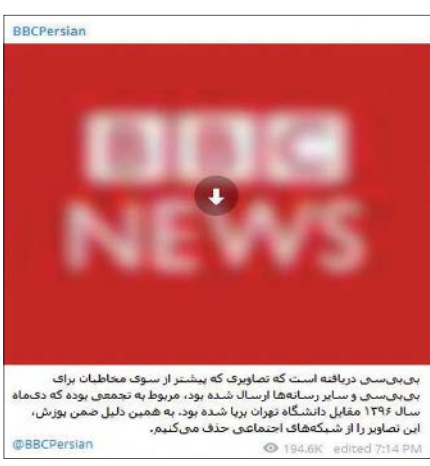 BBCPersian
BBC
NEWS
بی‌بی‌سی دریافته است که تصاویری که پیشتر از سوی مخاطبان برای
بی‌بی‌سی و سایر رسانه‌ها ارسال شده بود، مربوط به تجمعی بوده که دی‌ماه
سال ۱۳۹۶ مقابل دانشگاه تهران برپا شده بود. به همین دلیل ضمن پوزش،
این تصاویر را از شبکه‌های اجتماعی حذف می‌کنیم.
@BBCPersian 194.6K edited 7:14 PM